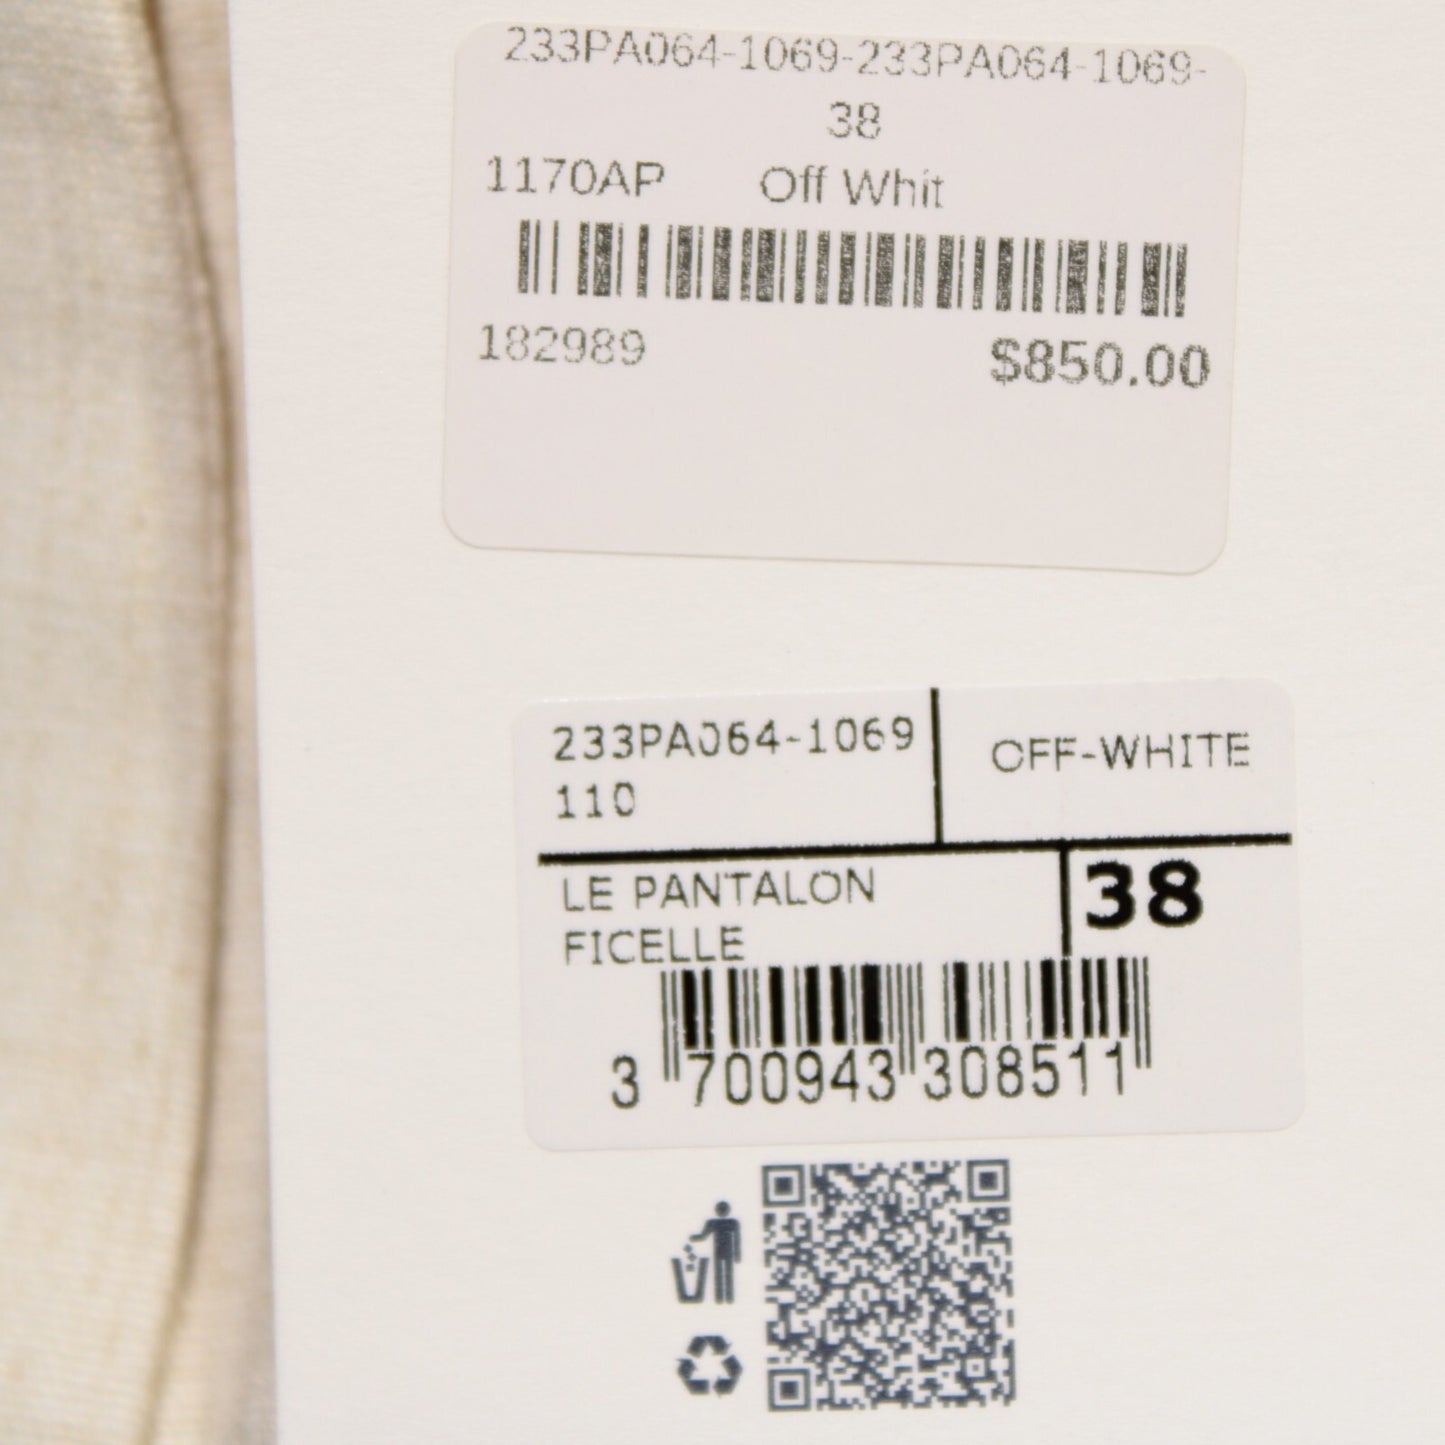 233PA064-1069-233PA064-1069-
38
1170AP Off Whit
182989 $850.00
233PA064-1069 OFF-WHITE
110
LE PANTALON 38
FICELLE
3 700943 308511